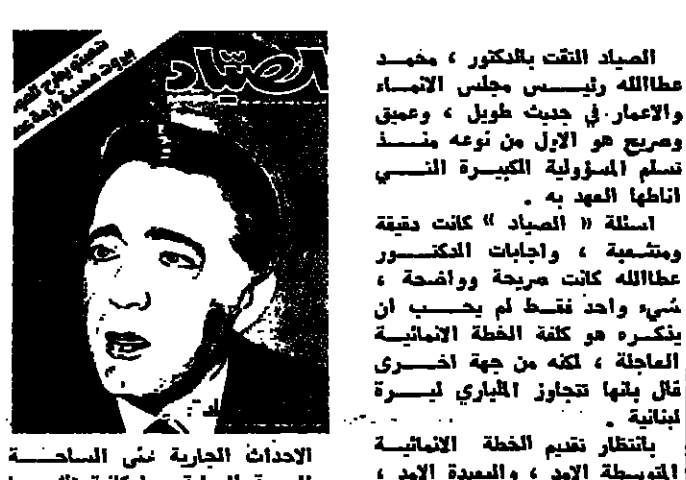 الصياد التقت بالدكتور ، محمد
عطاالله رئيس مجلس الانماء
والاعمار في حديث طويل ، وعميق
وصريح هو الاول من نوعه منذ
تسلم المسؤولية الكبيرة التي
اناطها العهد به .
اسئلة « الصياد » كانت دقيقة
ومتشعبة ، واجابات الدكتور
عطاالله كانت صريحة وواضحة ،
شيء واحد فقط لم يحب ان
يذكره هو كلفة الخطة الانمائية
العاجلة ، لكنه من جهة اخرى
قال بانها تتجاوز الملياري ليرة
لبنانية .
بانتظار تقديم الخطة الانمائية
المتوسطة الامد ، والبعيدة الامد ،
الصياد
بيروت
الاحداث الجارية على الساحة